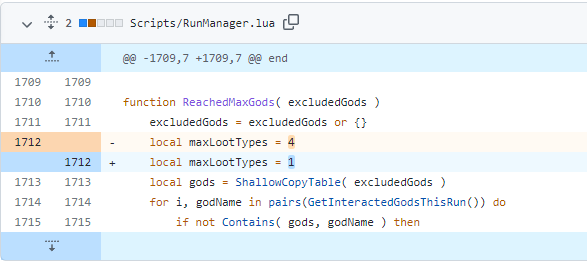 2 Scripts/RunManager.lua
@@ -1709,7 +1709,7 @@ end
1709 1709
1710 1710 function ReachedMaxGods( excludedGods )
1711 1711 excludedGods = excludedGods or {}
1712 - local maxLootTypes = 4
1712 + local maxLootTypes = 1
1713 1713 local gods = ShallowCopyTable( excludedGods )
1714 1714 for i, godName in pairs(GetInteractedGodsThisRun()) do
1715 1715 if not Contains( gods, godName ) then